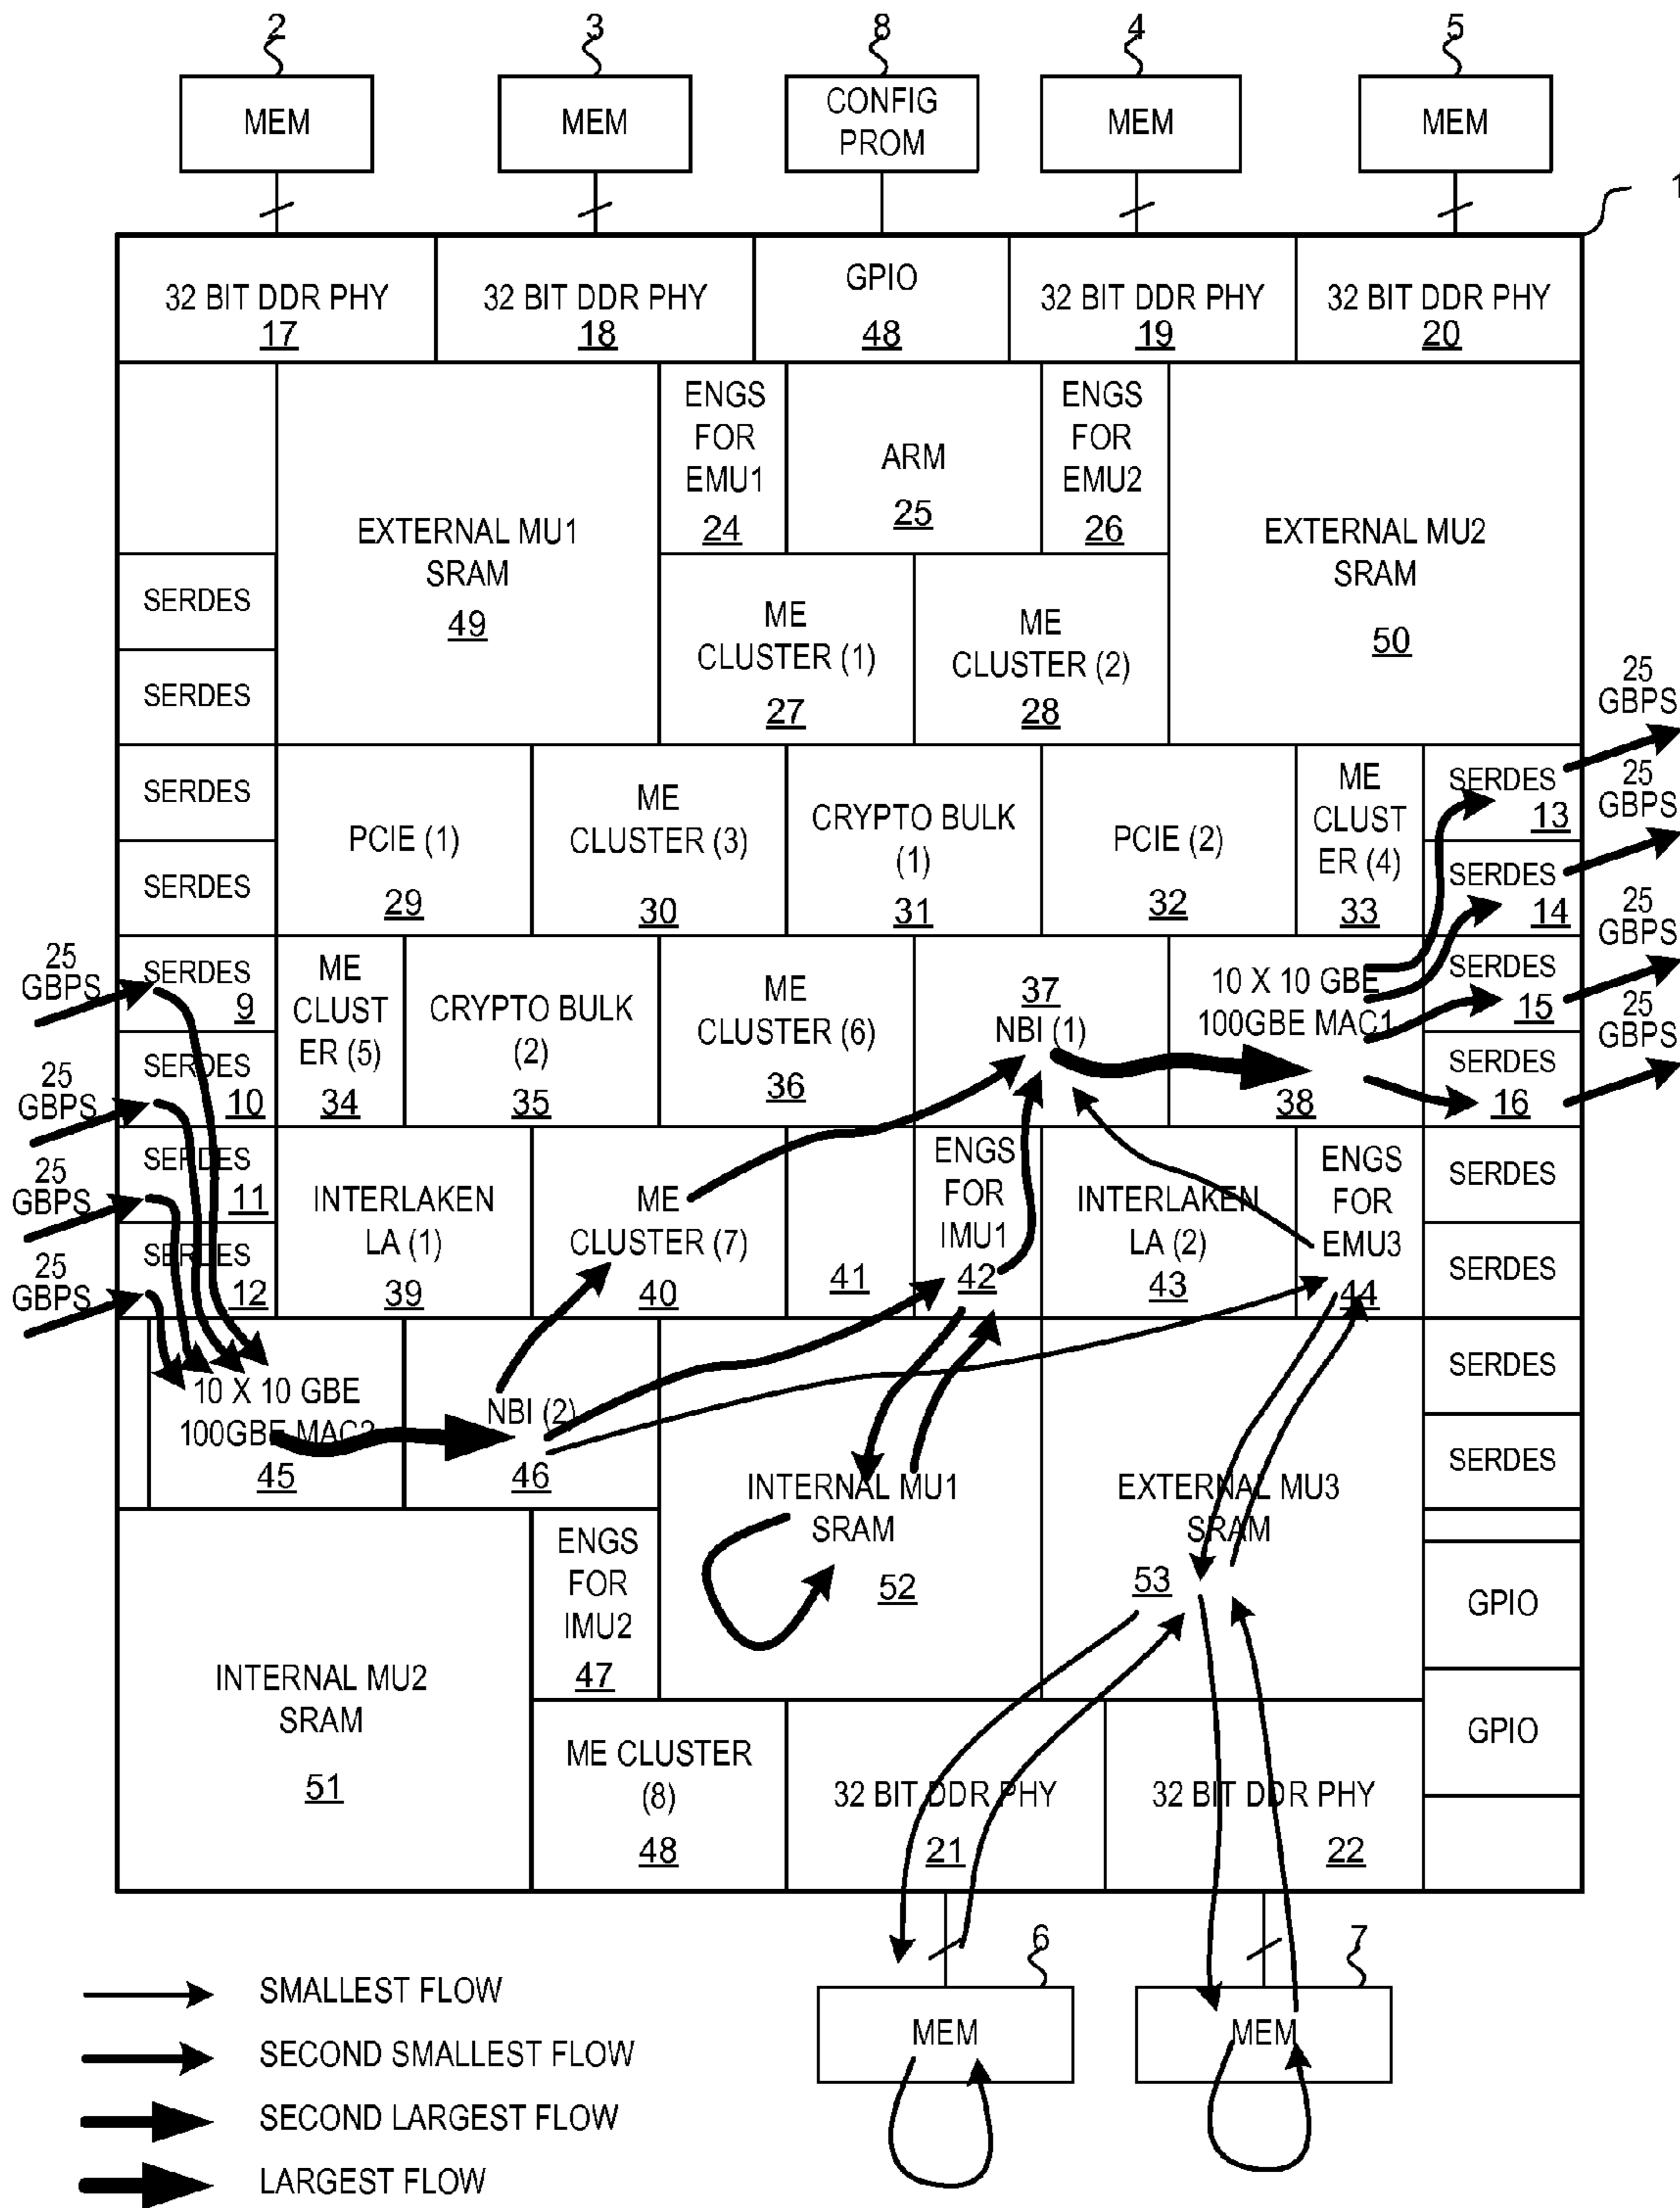 2
3
8
4
5
MEM
MEM
CONFIG
PROM
MEM
MEM
1
32 BIT DDR PHY
17
32 BIT DDR PHY
18
GPIO
48
32 BIT DDR PHY
19
32 BIT DDR PHY
20
EXTERNAL MU1
SRAM
49
ENGS
FOR
EMU1
24
ARM
25
ENGS
FOR
EMU2
26
EXTERNAL MU2
SRAM
50
SERDES
SERDES
ME
CLUSTER (1)
27
ME
CLUSTER (2)
28
25
GBPS
SERDES
SERDES
PCIE (1)
29
ME
CLUSTER (3)
30
CRYPTO BULK
(1)
31
PCIE (2)
32
ME
CLUST
ER (4)
33
SERDES
13
25
GBPS
SERDES
14
25
GBPS
25
GBPS
SERDES
9
25
GBPS
SERDES
10
ME
CLUST
ER (5)
34
CRYPTO BULK
(2)
35
ME
CLUSTER (6)
36
37
NBI (1)
10 X 10 GBE
100GBE MAC1
38
SERDES
15
SERDES
16
25
GBPS
25
GBPS
SERDES
11
SERDES
12
INTERLAKEN
LA (1)
39
ME
CLUSTER (7)
40
41
ENGS
FOR
IMU1
42
INTERLAKEN
LA (2)
43
ENGS
FOR
EMU3
44
SERDES
SERDES
25
GBPS
10 X 10 GBE
100GBE MAC2
45
NBI (2)
46
INTERNAL MU1
SRAM
52
EXTERNAL MU3
SRAM
53
SERDES
SERDES
INTERNAL MU2
SRAM
51
ENGS
FOR
IMU2
47
GPIO
GPIO
ME CLUSTER
(8)
48
32 BIT DDR PHY
21
32 BIT DDR PHY
22
6
7
MEM
MEM
SMALLEST FLOW
SECOND SMALLEST FLOW
SECOND LARGEST FLOW
LARGEST FLOW